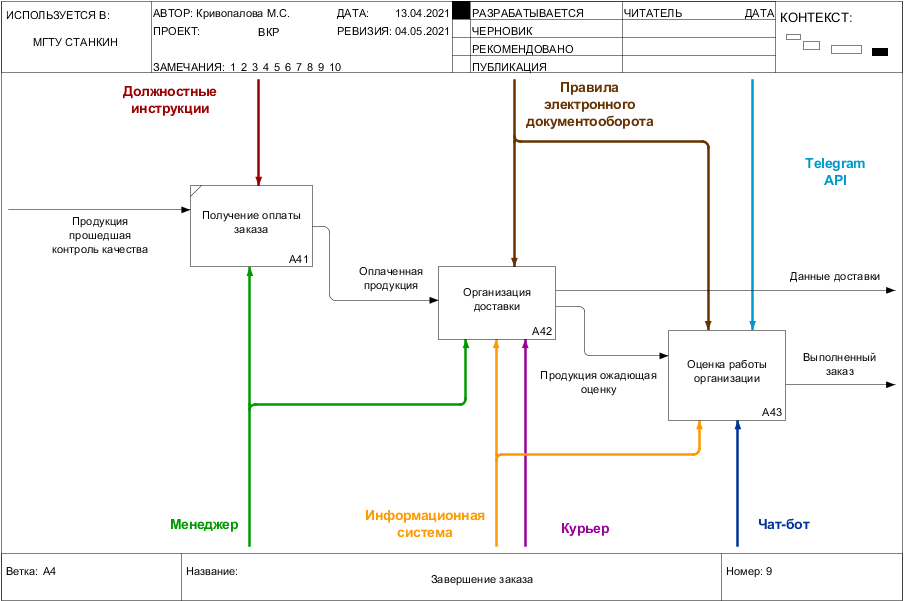 ИСПОЛЬЗУЕТСЯ В:
МГТУ СТАНКИН
АВТОР: Кривопалова М.С.
ДАТА: 13.04.2021
ПРОЕКТ: ВКР
РЕВИЗИЯ: 04.05.2021
ЗАМЕЧАНИЯ: 1 2 3 4 5 6 7 8 9 10
РАЗРАБАТЫВАЕТСЯ
ЧЕРНОВИК
РЕКОМЕНДОВАНО
ПУБЛИКАЦИЯ
ЧИТАТЕЛЬ
ДАТА
КОНТЕКСТ:
Должностные
инструкции
Правила
электронного
документооборота
Telegram
API
Продукция
прошедшая
контроль качества
Получение оплаты
заказа
A41
Оплаченная
продукция
Организация
доставки
A42
Данные доставки
Продукция ожадющая
оценку
Оценка работы
организации
A43
Выполненный
заказ
Менеджер
Информационная
система
Курьер
Чат-бот
Ветка: A4
Название:
Завершение заказа
Номер: 9